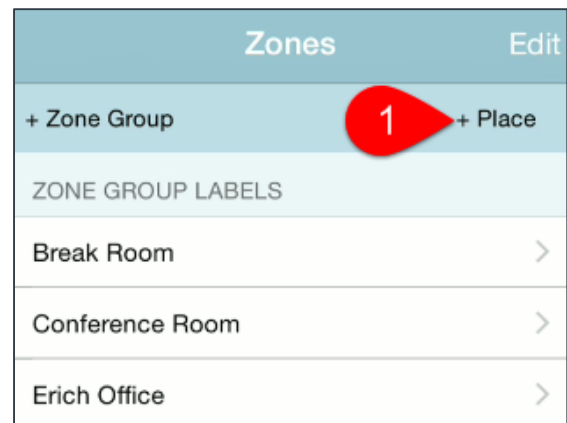 Zones Edit
+ Zone Group 1 + Place
ZONE GROUP LABELS
Break Room
Conference Room
Erich Office